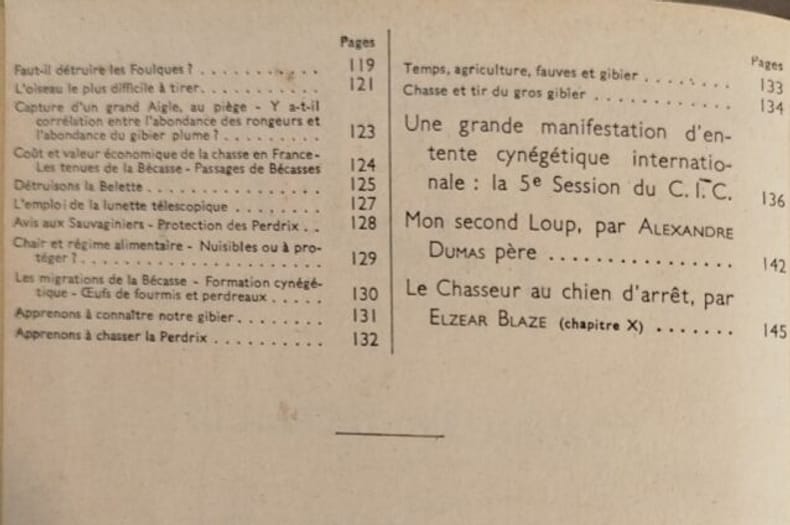 Pages
Faut-il détruire les Foulques ? . . . . . . . . . . 119
L'oiseau le plus difficile à tirer. . . . . . . . . . . 121
Capture d'un grand Aigle, au piège - Y a-t-il
corrélation entre l'abondance des rongeurs et
l'abondance du gibier plume ? . . . . . . . . . 123
Coût et valeur économique de la chasse en France-
Les tenues de la Bécasse - Passages de Bécasses 124
Détruisons la Belette . . . . . . . . . . . . . . . . 125
L'emploi de la lunette télescopique . . . . . . . . 127
Avis aux Sauvaginiers - Protection des Perdrix . . 128
Chair et régime alimentaire - Nuisibles ou à pro-
téger ? . . . . . . . . . . . . . . . . . . . . . . 129
Les migrations de la Bécasse - Formation cynégé-
tique - Œufs de fourmis et perdreaux . . . . . 130
Apprenons à connaître notre gibier . . . . . . . . 131
Apprenons à chasser la Perdrix . . . . . . . . . . 132
Pages
Temps, agriculture, fauves et gibier . . . . . . . 133
Chasse et tir du gros gibier . . . . . . . . . . . 134
Une grande manifestation d'en-
tente cynégétique internatio-
nale : la 5e Session du C. I. C. 136
Mon second Loup, par ALEXANDRE
DUMAS père . . . . . . . . . . . . . . . . 142
Le Chasseur au chien d'arrêt, par
ELZEAR BLAZE (chapitre X) . . . . . . . 145